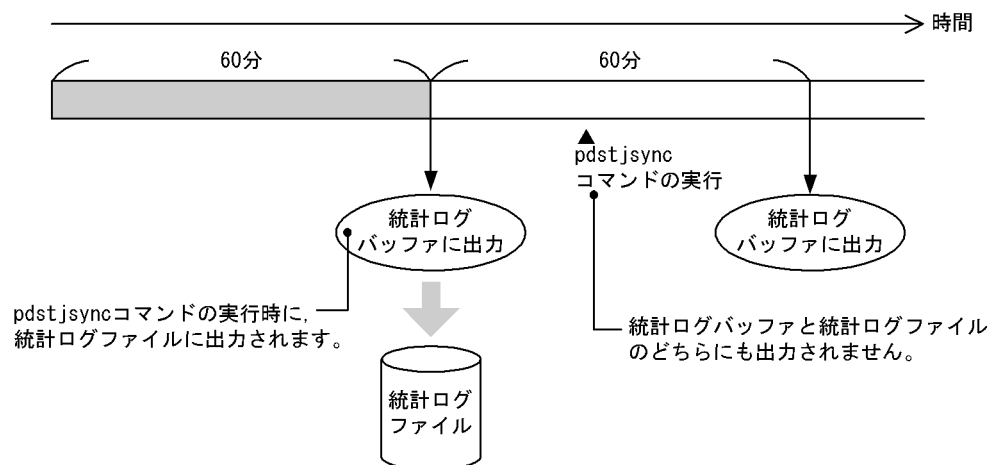 時間
60分
60分
pdstjsync
コマンドの実行
統計ログ
バッファに出力
統計ログ
バッファに出力
pdstjsyncコマンドの実行時に,
統計ログファイルに出力されます。
統計ログバッファと統計ログファイル
のどちらにも出力されません。
統計ログ
ファイル